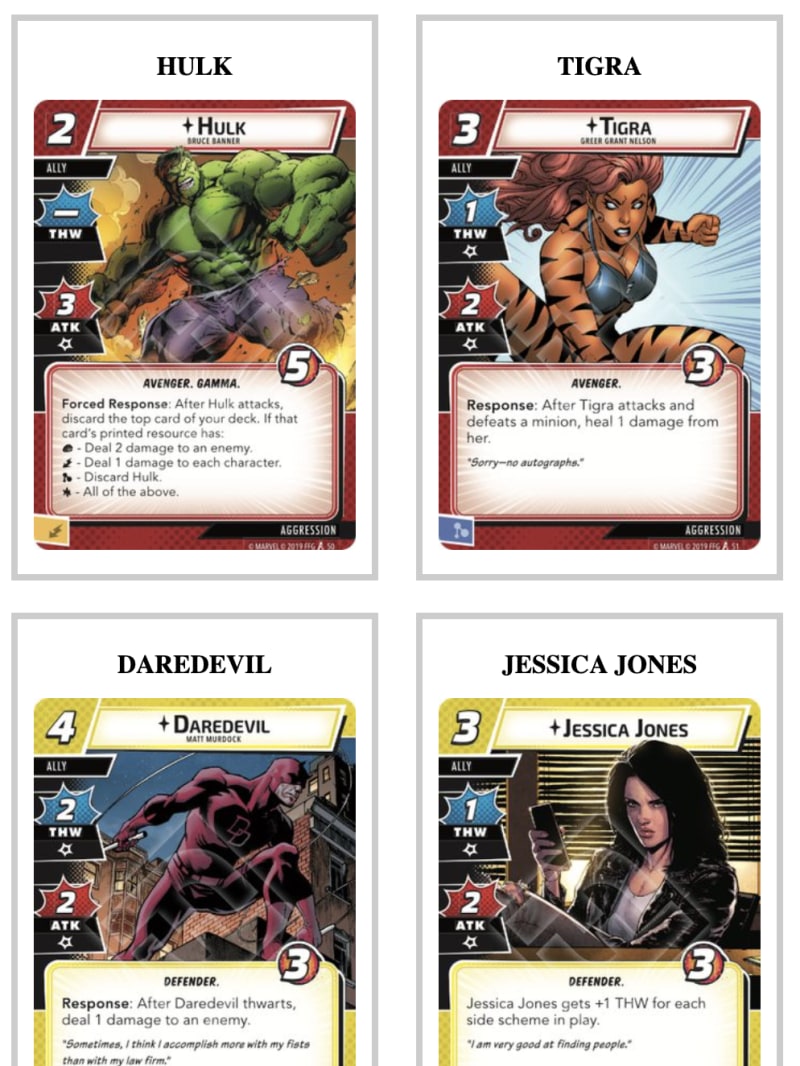 HULK
2
HULK
BRUCE BANNER
ALLY
—
THW
3
ATK
5
AVENGER. GAMMA.
Forced Response: After Hulk attacks,
discard the top card of your deck. If that
card's printed resource has:
- Deal 2 damage to an enemy.
- Deal 1 damage to each character.
- Discard Hulk.
- All of the above.
AGGRESSION
© MARVEL © 2019 FFG 50
TIGRA
3
TIGRA
GREER GRANT NELSON
ALLY
1
THW
2
ATK
3
AVENGER.
Response: After Tigra attacks and
defeats a minion, heal 1 damage from
her.
"Sorry—no autographs."
AGGRESSION
© MARVEL © 2019 FFG 51
DAREDEVIL
4
DAREDEVIL
MATT MURDOCK
ALLY
2
THW
2
ATK
3
DEFENDER.
Response: After Daredevil thwarts,
deal 1 damage to an enemy.
"Sometimes, I think I accomplish more with my fists
than with my law firm."
JESSICA JONES
3
JESSICA JONES
ALLY
1
THW
2
ATK
3
DEFENDER.
Jessica Jones gets +1 THW for each
side scheme in play.
"I am very good at finding people."